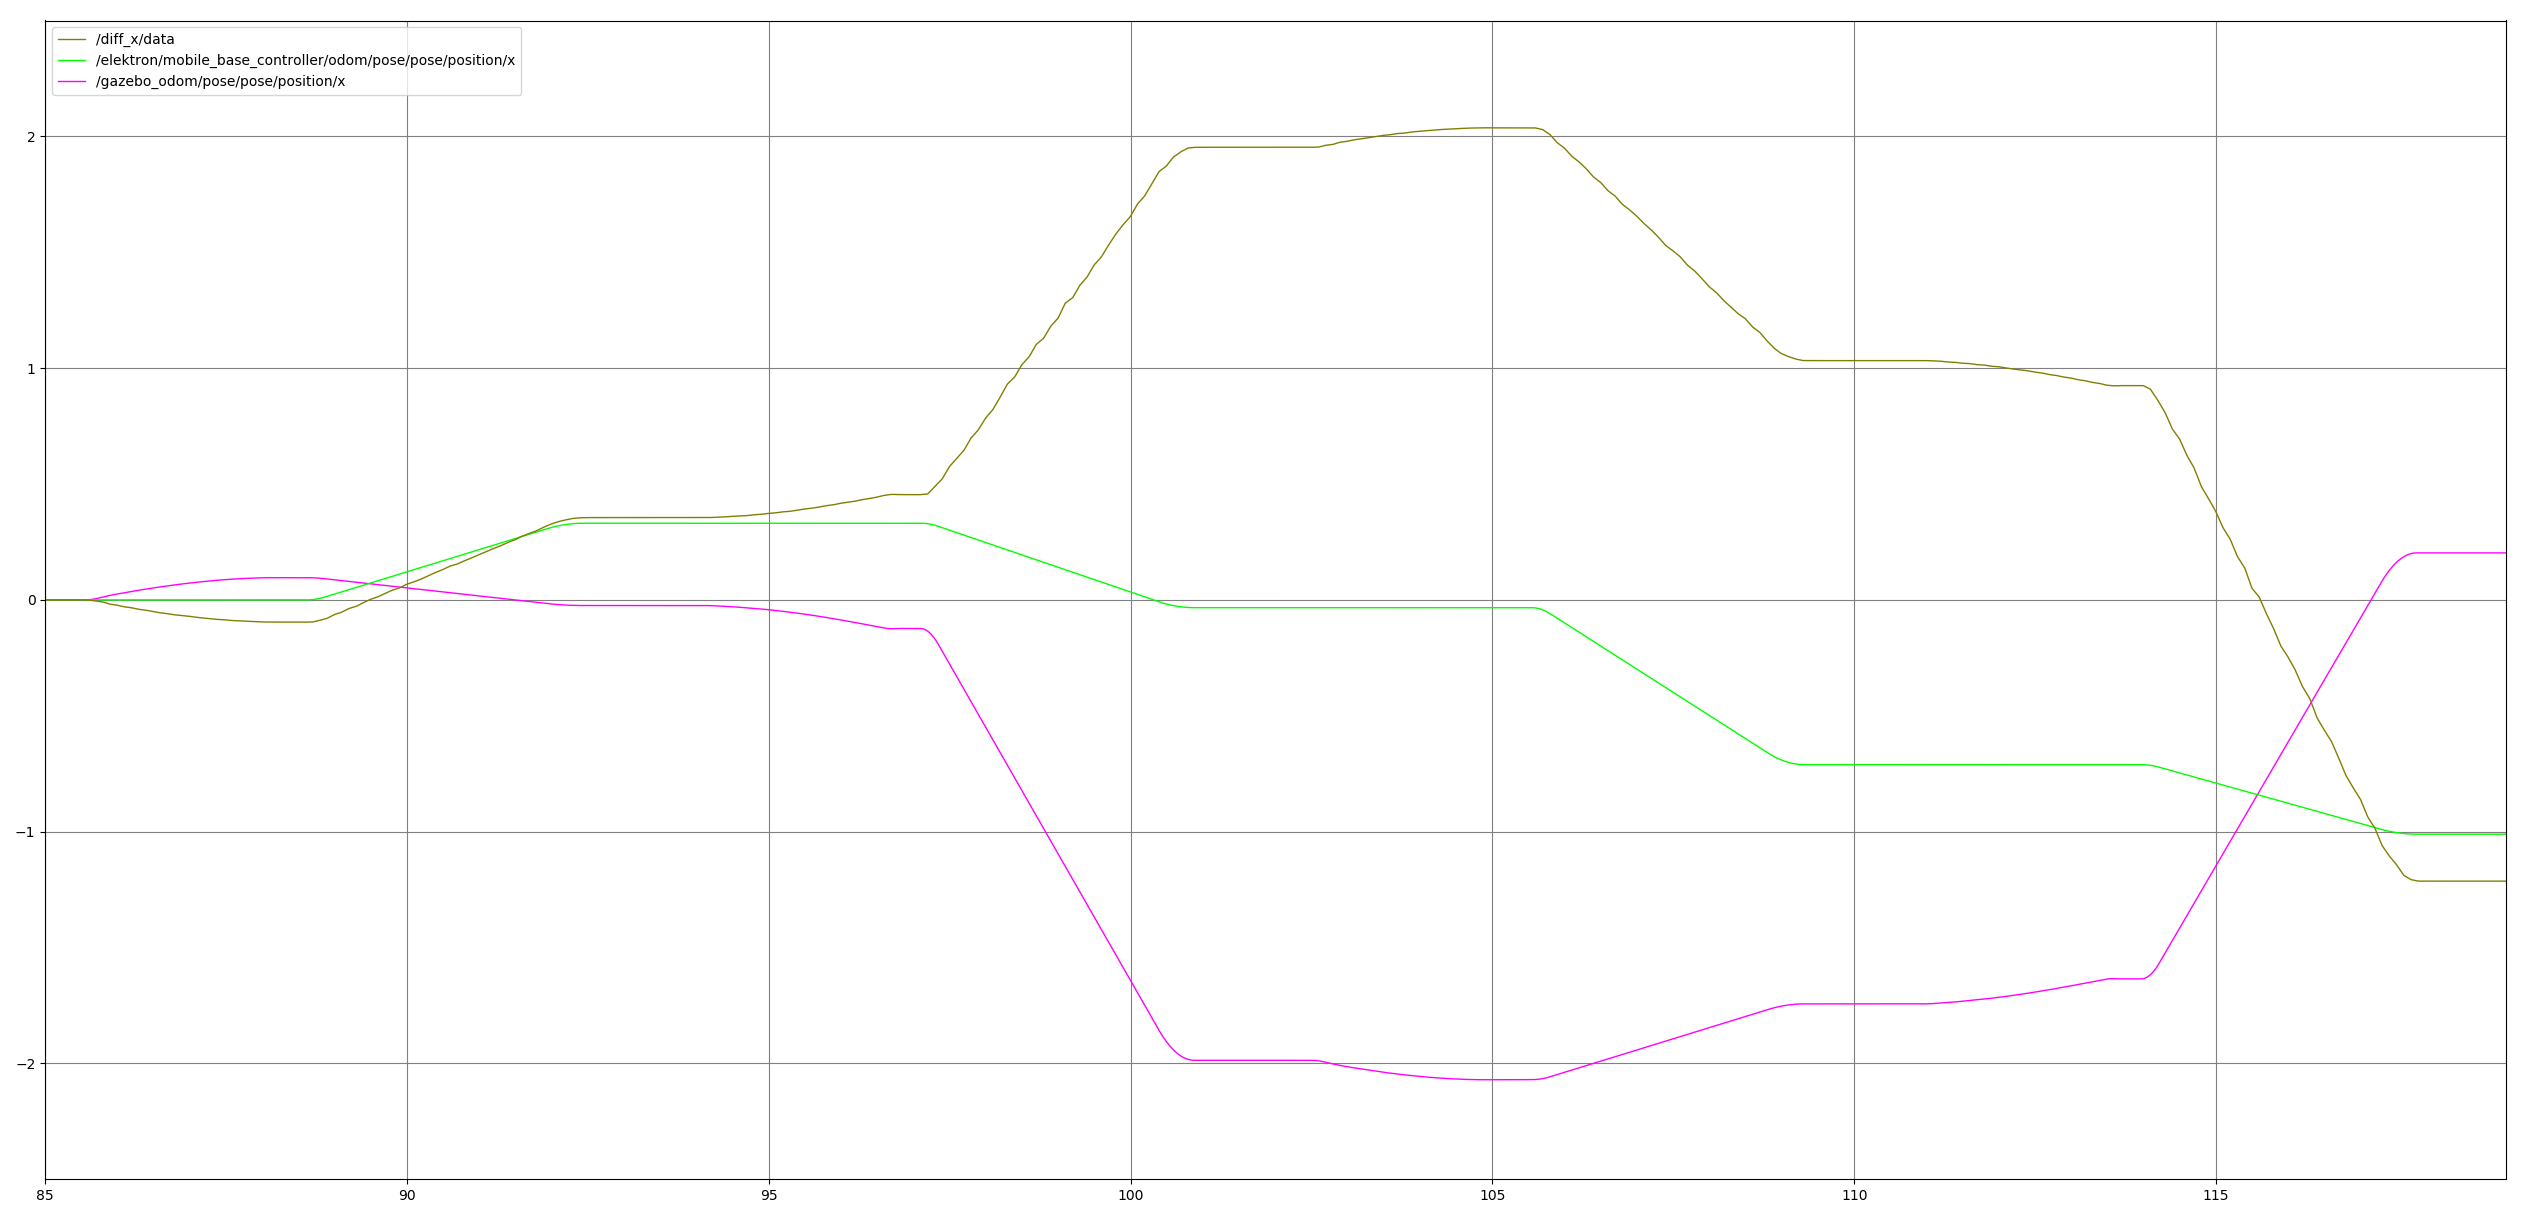 /diff_x/data
/elektron/mobile_base_controller/odom/pose/pose/position/x
/gazebo_odom/pose/pose/position/x
2
1
0
−1
−2
85 90 95 100 105 110 115